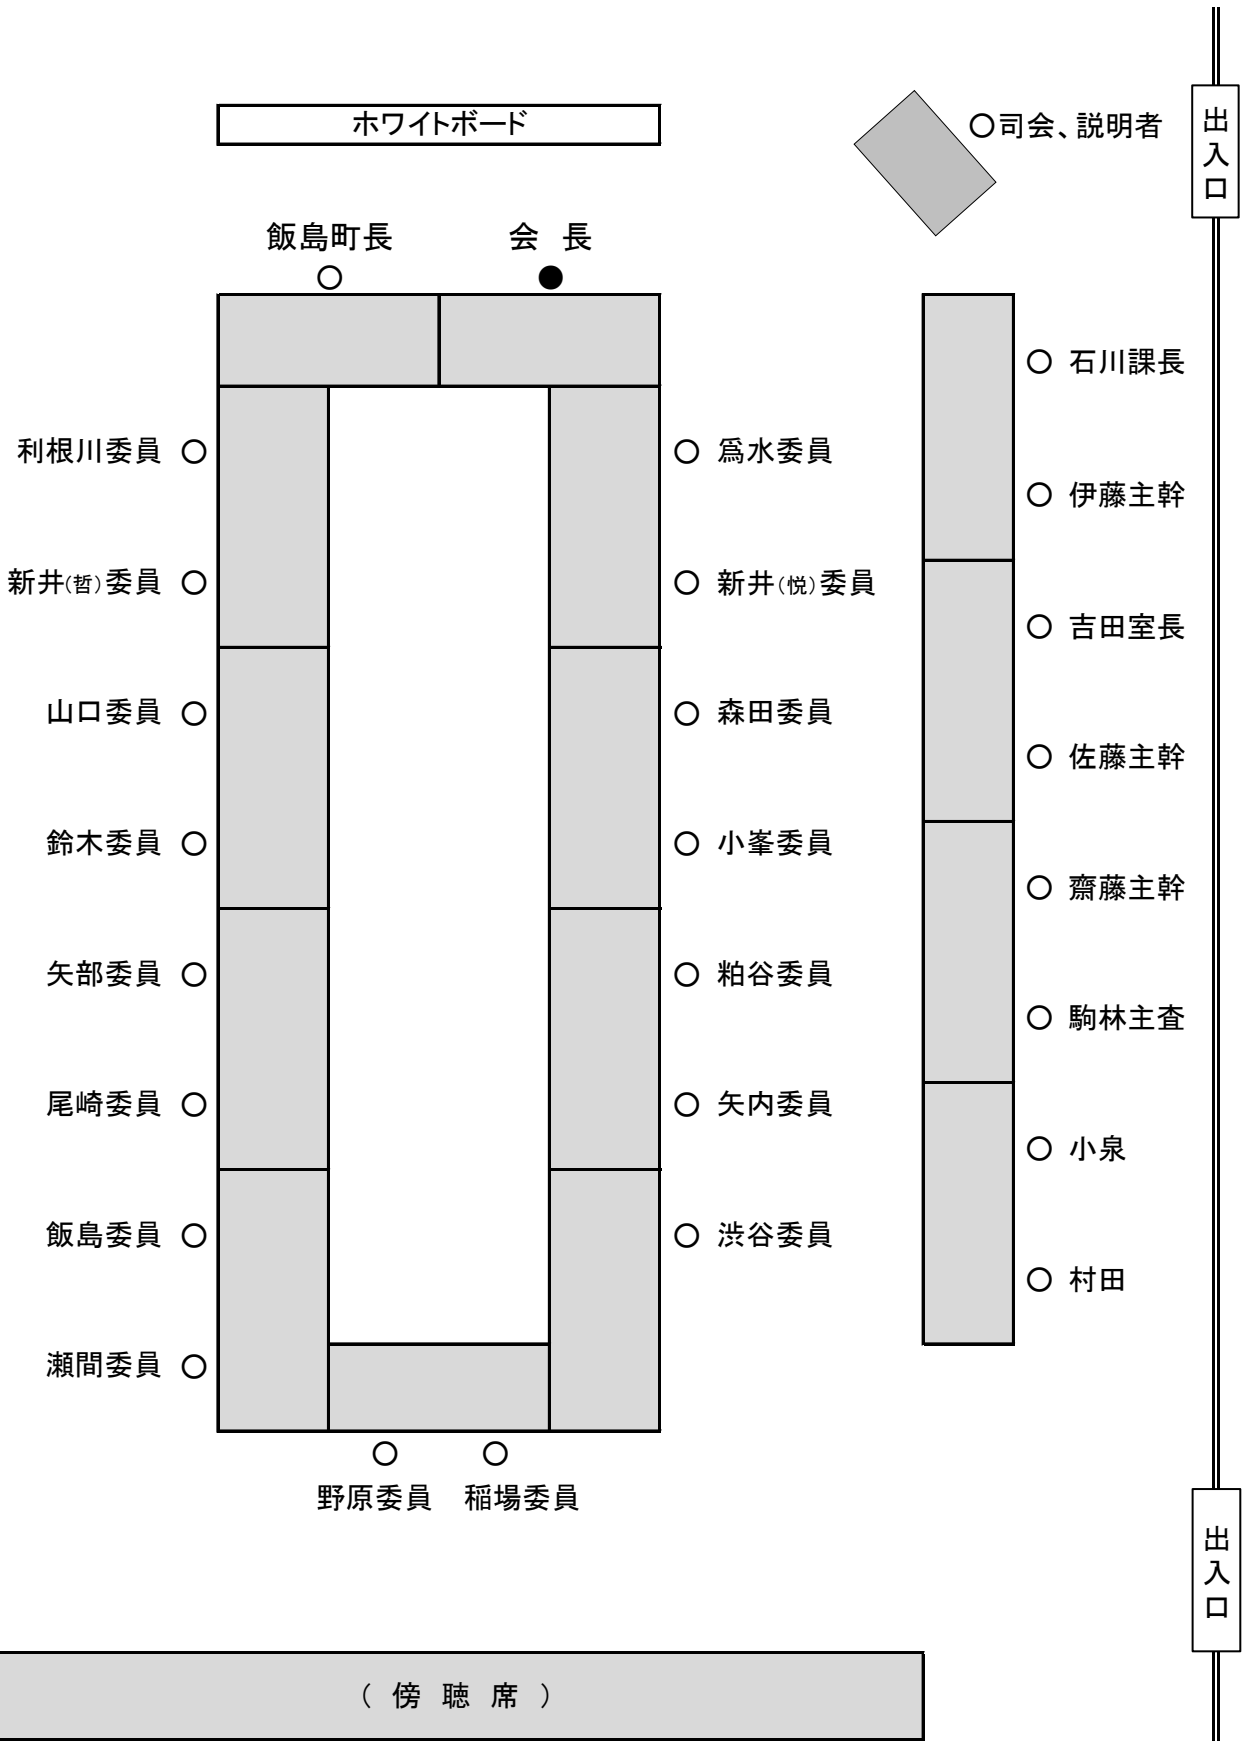 ホワイトボード
○司会、説明者
出入口
飯島町長
会 長
石川課長
利根川委員
爲水委員
伊藤主幹
新井(哲)委員
新井(悦)委員
吉田室長
山口委員
森田委員
佐藤主幹
鈴木委員
小峯委員
齋藤主幹
矢部委員
粕谷委員
駒林主査
尾崎委員
矢内委員
小泉
飯島委員
渋谷委員
村田
瀬間委員
野原委員
稲場委員
出入口
( 傍 聴 席 )